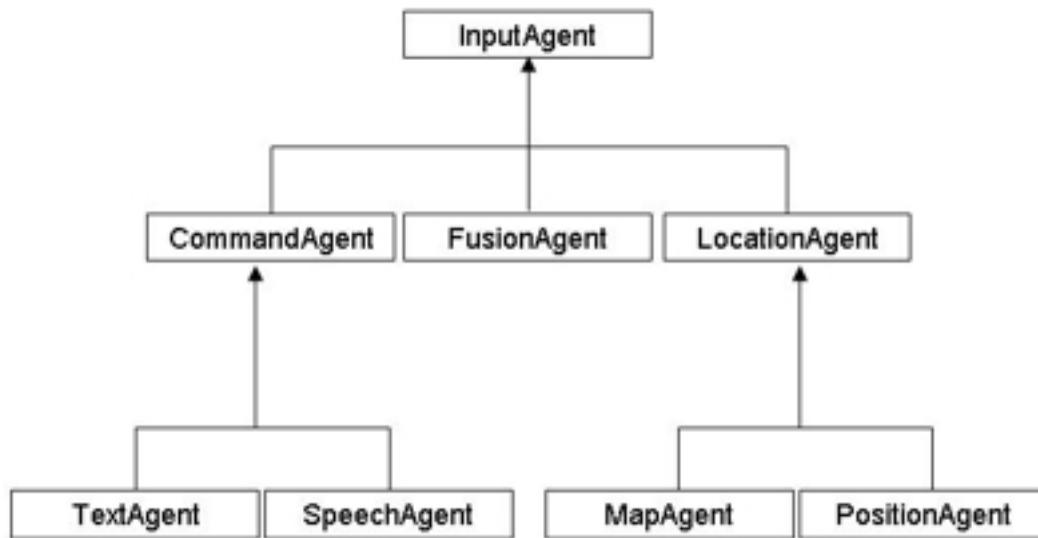 InputAgent
CommandAgent
FusionAgent
LocationAgent
TextAgent
SpeechAgent
MapAgent
PositionAgent